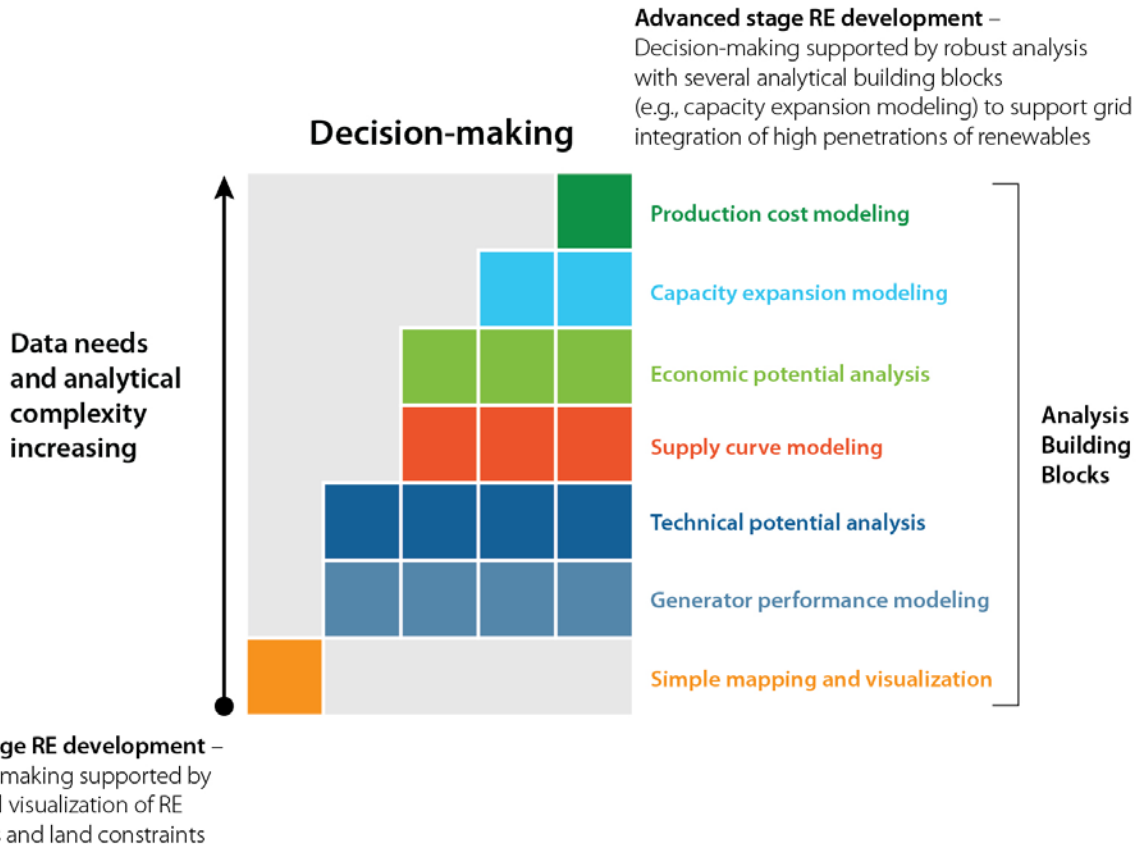 Advanced stage RE development –
Decision-making supported by robust analysis
with several analytical building blocks
(e.g., capacity expansion modeling) to support grid
integration of high penetrations of renewables
Decision-making
Production cost modeling
Capacity expansion modeling
Economic potential analysis
Supply curve modeling
Technical potential analysis
Generator performance modeling
Simple mapping and visualization
Data needs
and analytical
complexity
increasing
Analysis
Building
Blocks
RE development –
making supported by
visualization of RE
and land constraints